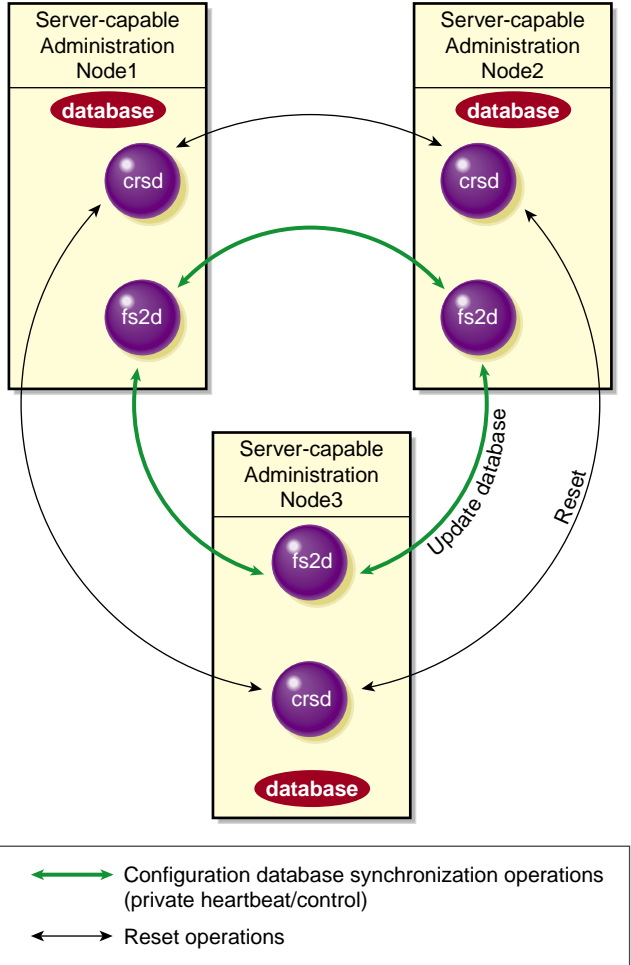 Server-capable
Administration
Node1
database
crsd
fs2d
Server-capable
Administration
Node2
database
crsd
fs2d
Server-capable
Administration
Node3
fs2d
crsd
database
Update database
Reset
Configuration database synchronization operations
(private heartbeat/control)
Reset operations